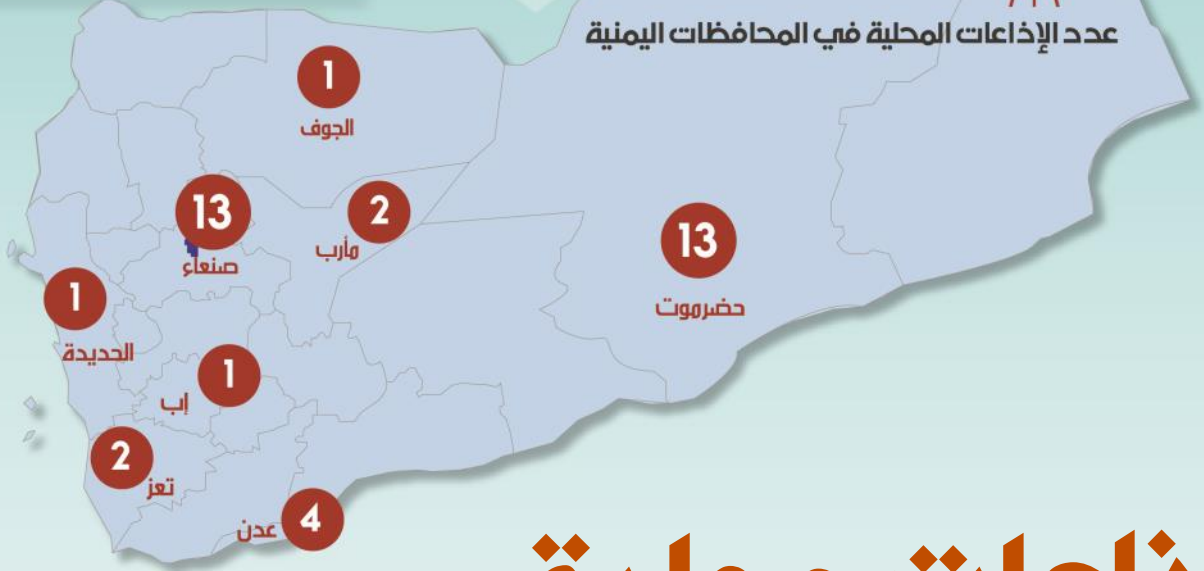 عدد الإذاعات المحلية في المحافظات اليمنية
1
الجوف
13
صنعاء
2
مأرب
13
حضرموت
1
الحديدة
1
إب
2
تعز
4
عدن